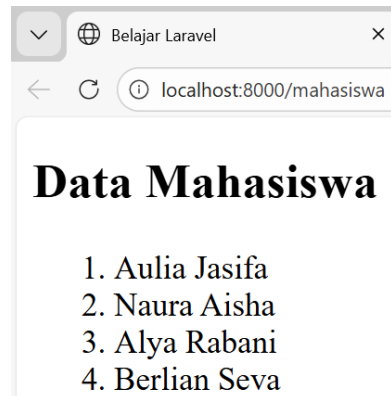 Belajar Laravel
localhost:8000/mahasiswa
Data Mahasiswa
1. Aulia Jasifa
2. Naura Aisha
3. Alya Rabani
4. Berlian Seva